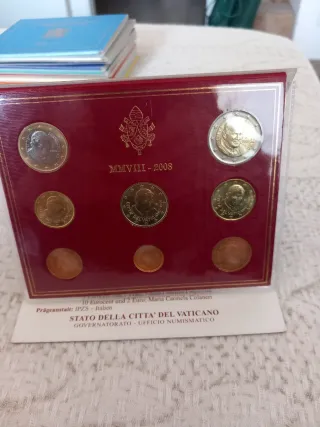 MMVIII - 2008
10 Eurocent und 2 Euro: Maria Carmela Colaneri
Prägeanstalt: IPZS - Italien
STATO DELLA CITTA' DEL VATICANO
GOVERNATORATO - UFFICIO NUMISMATICO